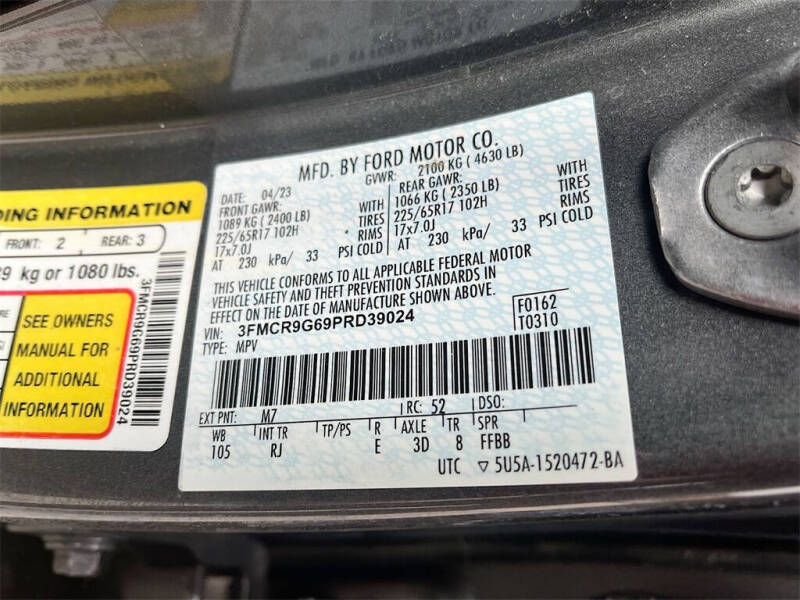 MFD. BY FORD MOTOR CO.
DATE: 04/23 GVWR: 2100 KG ( 4630 LB)
FRONT GAWR: REAR GAWR:
1089 KG ( 2400 LB) 1066 KG ( 2350 LB)
225/65R17 102H TIRES 225/65R17 102H TIRES
17x7.0J RIMS 17x7.0J RIMS
AT 230 kPa/ 33 PSI COLD AT 230 kPa/ 33 PSI COLD
THIS VEHICLE CONFORMS TO ALL APPLICABLE FEDERAL MOTOR
VEHICLE SAFETY AND THEFT PREVENTION STANDARDS IN
EFFECT ON THE DATE OF MANUFACTURE SHOWN ABOVE.
VIN: 3FMCR9G69PRD39024 F0162
TYPE: MPV T0310
EXT PNT: M7 RC: 52 DSO:
WB INT TR TP/PS R AXLE TR SPR
105 RJ E 3D 8 FFBB
UTC ▽ 5U5A-1520472-BA
DING INFORMATION
FRONT: 2 REAR: 3
9 kg or 1080 lbs.
SEE OWNERS
MANUAL FOR
ADDITIONAL
INFORMATION
3FMCR9G69PRD39024